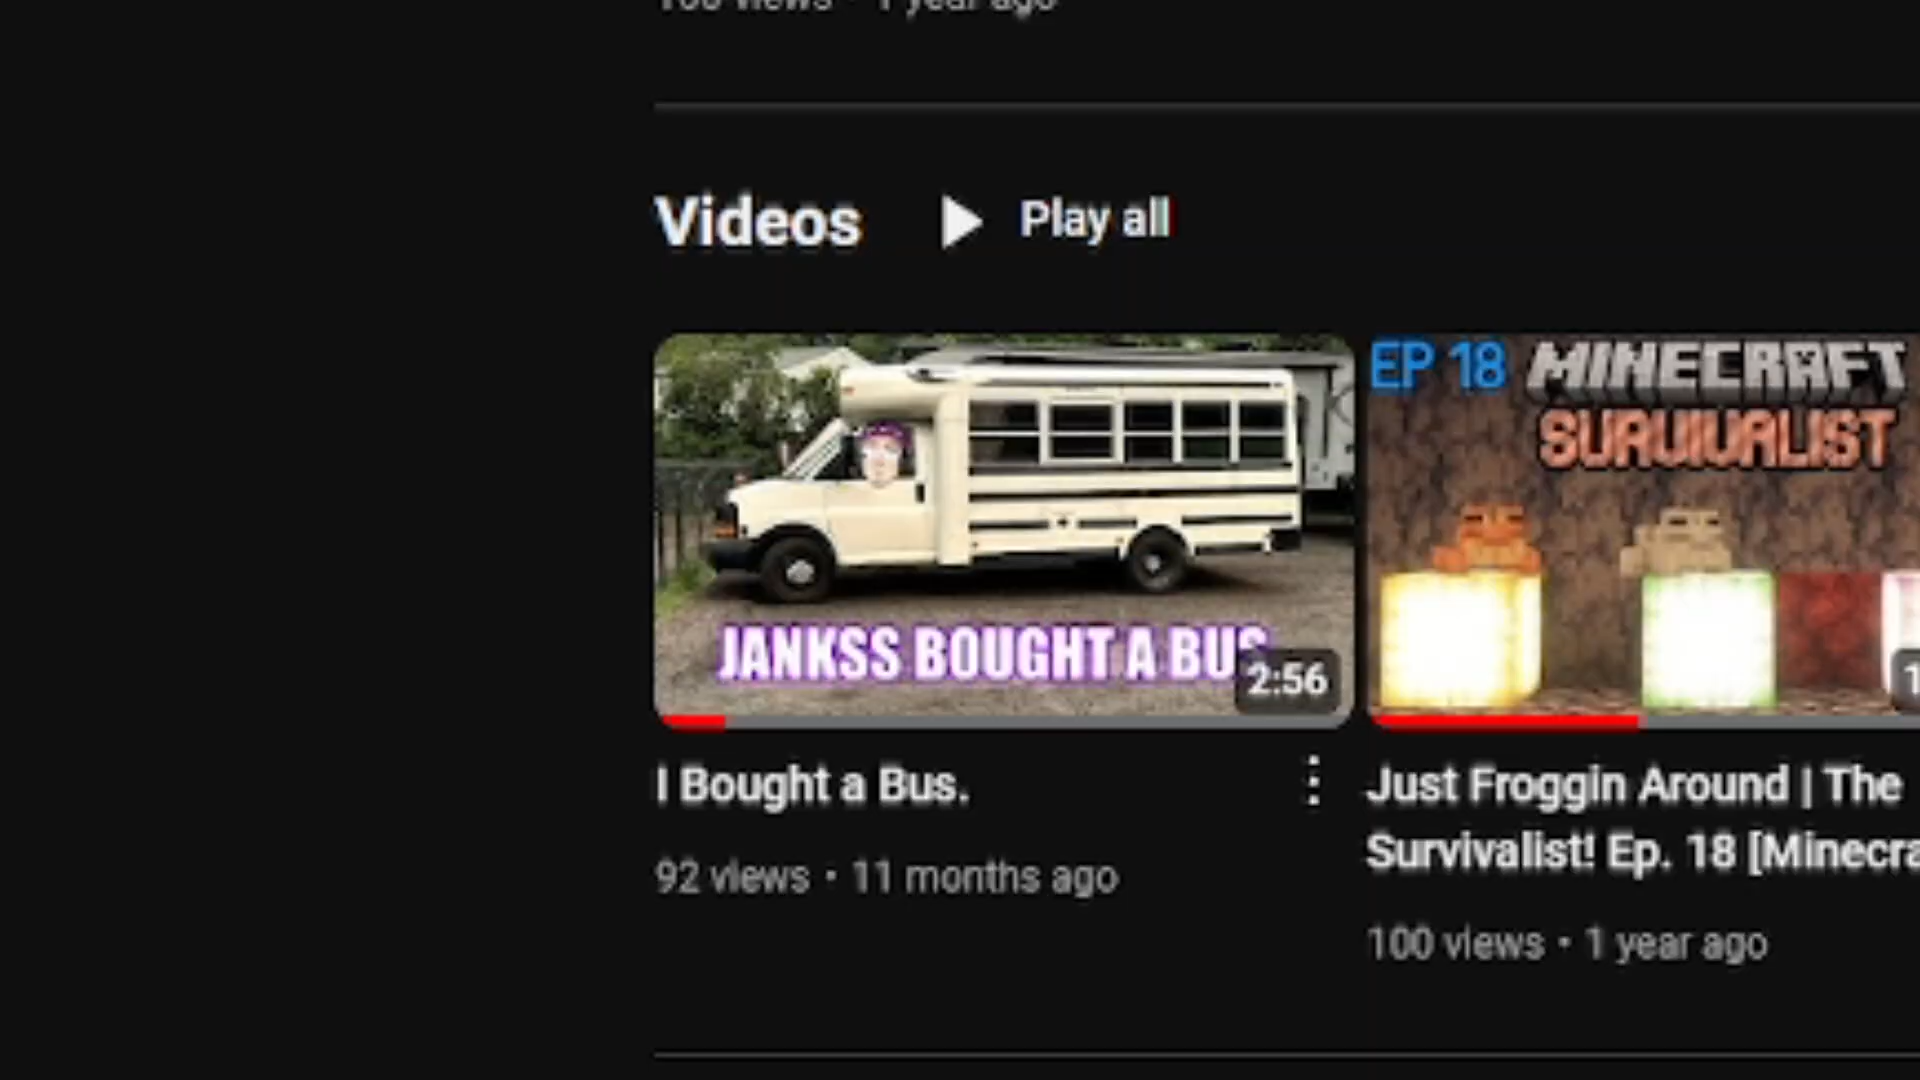 100 views • 1 year ago
Videos
Play all
JANKSS BOUGHT A BUS
2:56
EP 18 MINECRAFT
SURVIVALIST
I Bought a Bus.
92 views • 11 months ago
Just Froggin Around | The
Survivalist! Ep. 18 [Minecra
100 views • 1 year ago